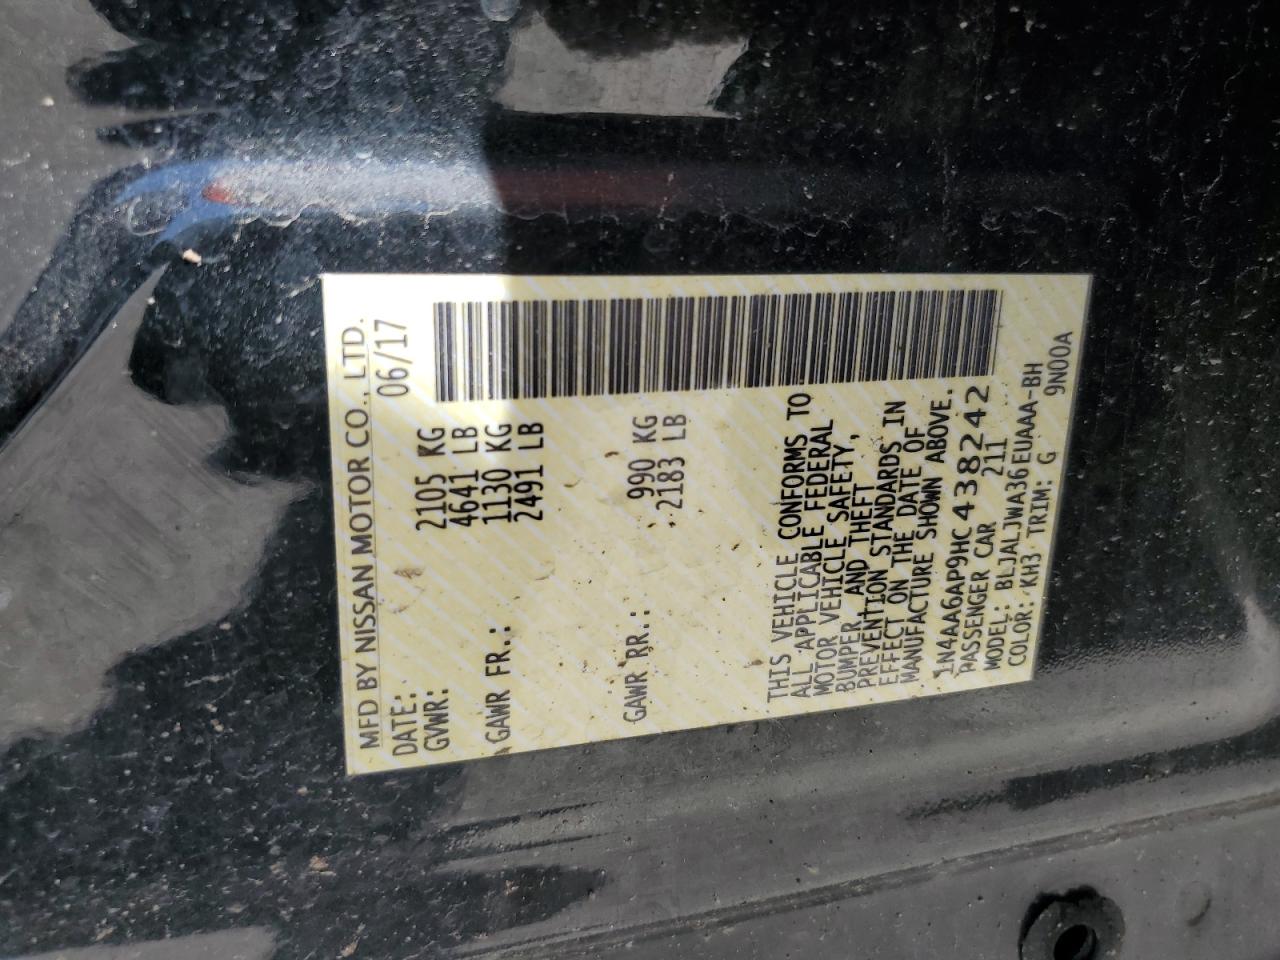 MFD BY NISSAN MOTOR CO., LTD.
DATE: 06/17
GVWR: 2105 KG
4641 LB
GAWR FR.: 1130 KG
2491 LB
GAWR RR.: 990 KG
2183 LB
THIS VEHICLE CONFORMS TO
ALL APPLICABLE FEDERAL
MOTOR VEHICLE SAFETY,
BUMPER, AND THEFT
PREVENTION STANDARDS IN
EFFECT ON THE DATE OF
MANUFACTURE SHOWN ABOVE.
1N4AA6AP9HC438242
PASSENGER CAR 211
MODEL: BLJALJWA36EUAAA-BH
COLOR: KH3 TRIM: G 9N00A